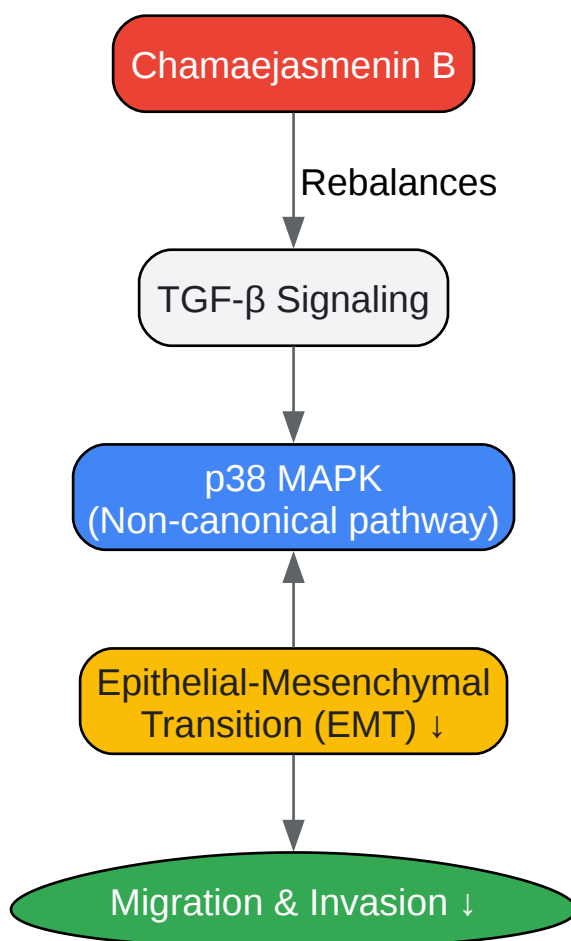 Chamaejasmenin B
Rebalances
TGF-β Signaling
p38 MAPK
(Non-canonical pathway)
Epithelial-Mesenchymal
Transition (EMT) ↓
Migration & Invasion ↓